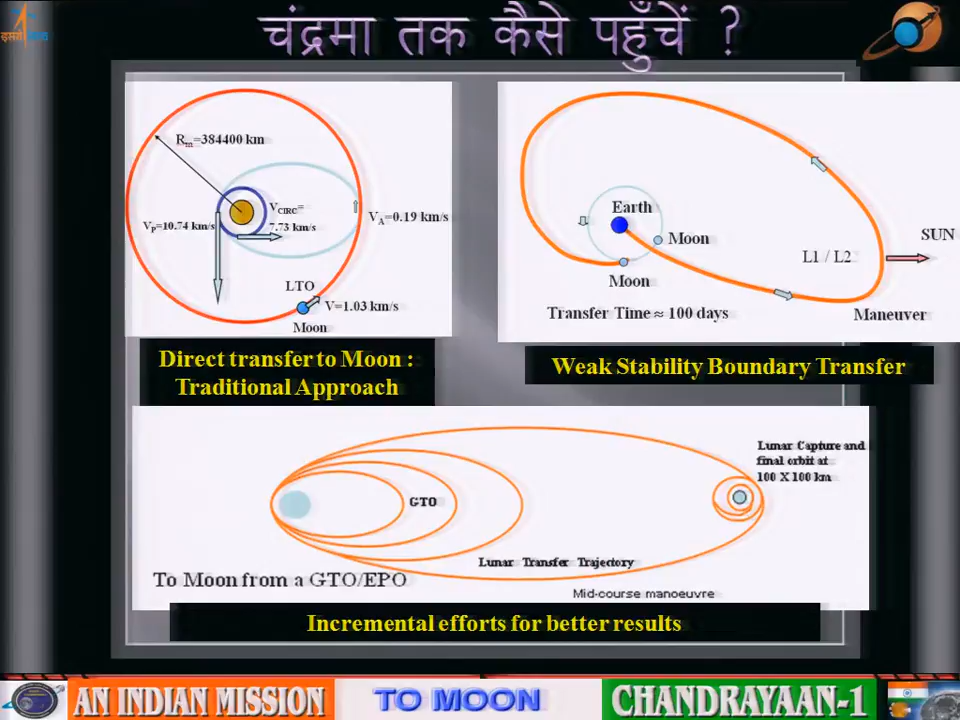 चंद्रमा तक कैसे पहुँचें ?
इसरो
Rm=384400 km
VCIRC=
7.73 km/s
VP=10.74 km/s
VA=0.19 km/s
LTO
V=1.03 km/s
Moon
Direct transfer to Moon :
Traditional Approach
Earth
Moon
Moon
L1 / L2
SUN
Transfer Time ≈ 100 days
Maneuver
Weak Stability Boundary Transfer
Lunar Capture and
final orbit at
100 X 100 km
GTO
Lunar Transfer Trajectory
To Moon from a GTO/EPO
Mid-course manoeuvre
Incremental efforts for better results
AN INDIAN MISSION
TO MOON
CHANDRAYAAN-1